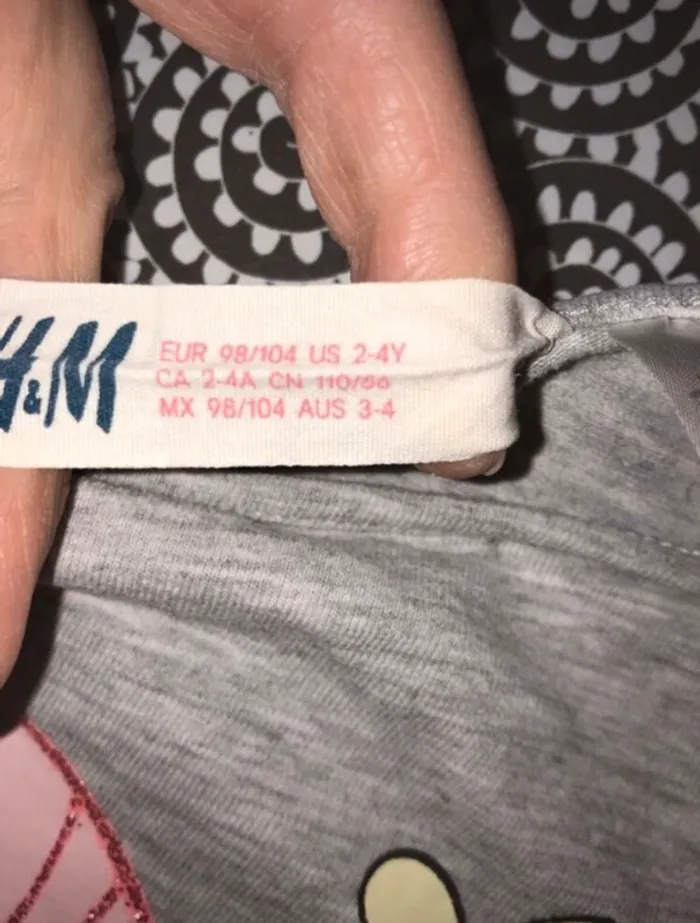 H&M
EUR 98/104 US 2-4Y
CA 2-4A CN 110/56
MX 98/104 AUS 3-4